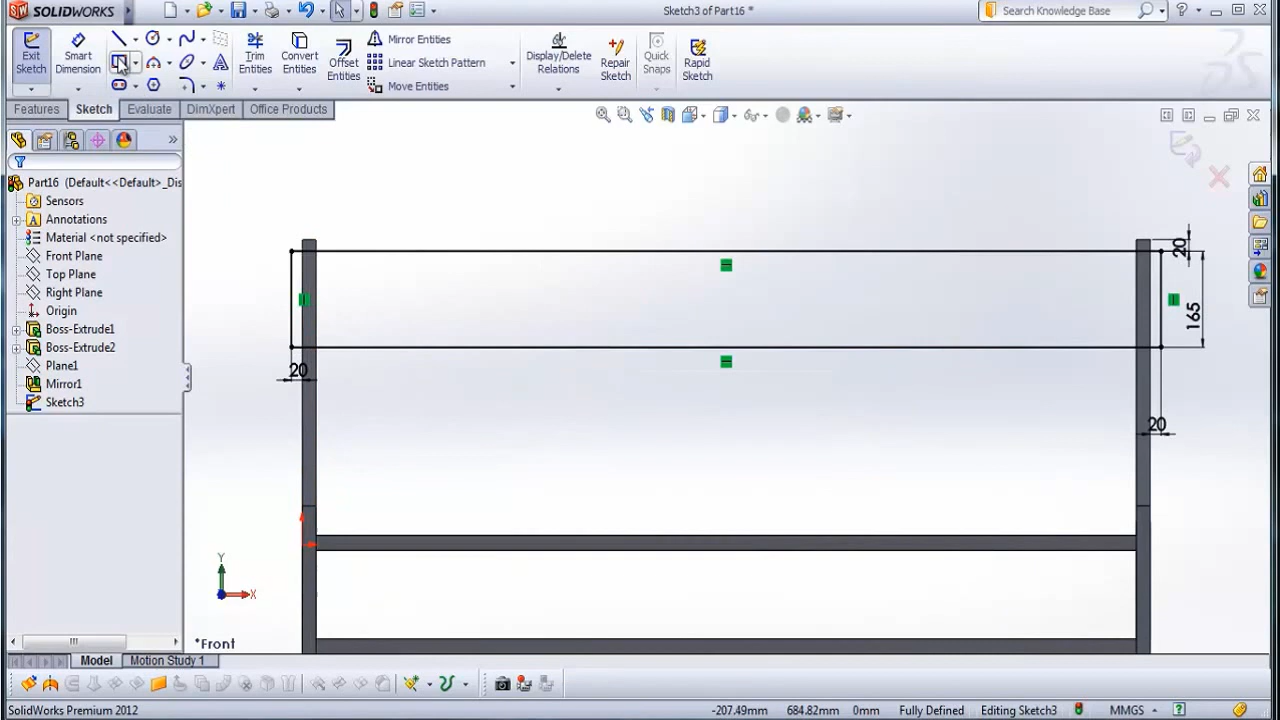 SOLIDWORKS
Sketch3 of Part16 *
Search Knowledge Base
Exit Sketch
Smart Dimension
Trim Entities
Convert Entities
Offset Entities
Mirror Entities
Linear Sketch Pattern
Move Entities
Display/Delete Relations
Repair Sketch
Quick Snaps
Rapid Sketch
Features
Sketch
Evaluate
DimXpert
Office Products
Part16 (Default<<Default>_Dis
Sensors
Annotations
Material <not specified>
Front Plane
Top Plane
Right Plane
Origin
Boss-Extrude1
Boss-Extrude2
Plane1
Mirror1
Sketch3
20
165
20
20
Y
X
*Front
Model
Motion Study 1
SolidWorks Premium 2012
-207.49mm
684.82mm
0mm
Fully Defined
Editing Sketch3
MMGS